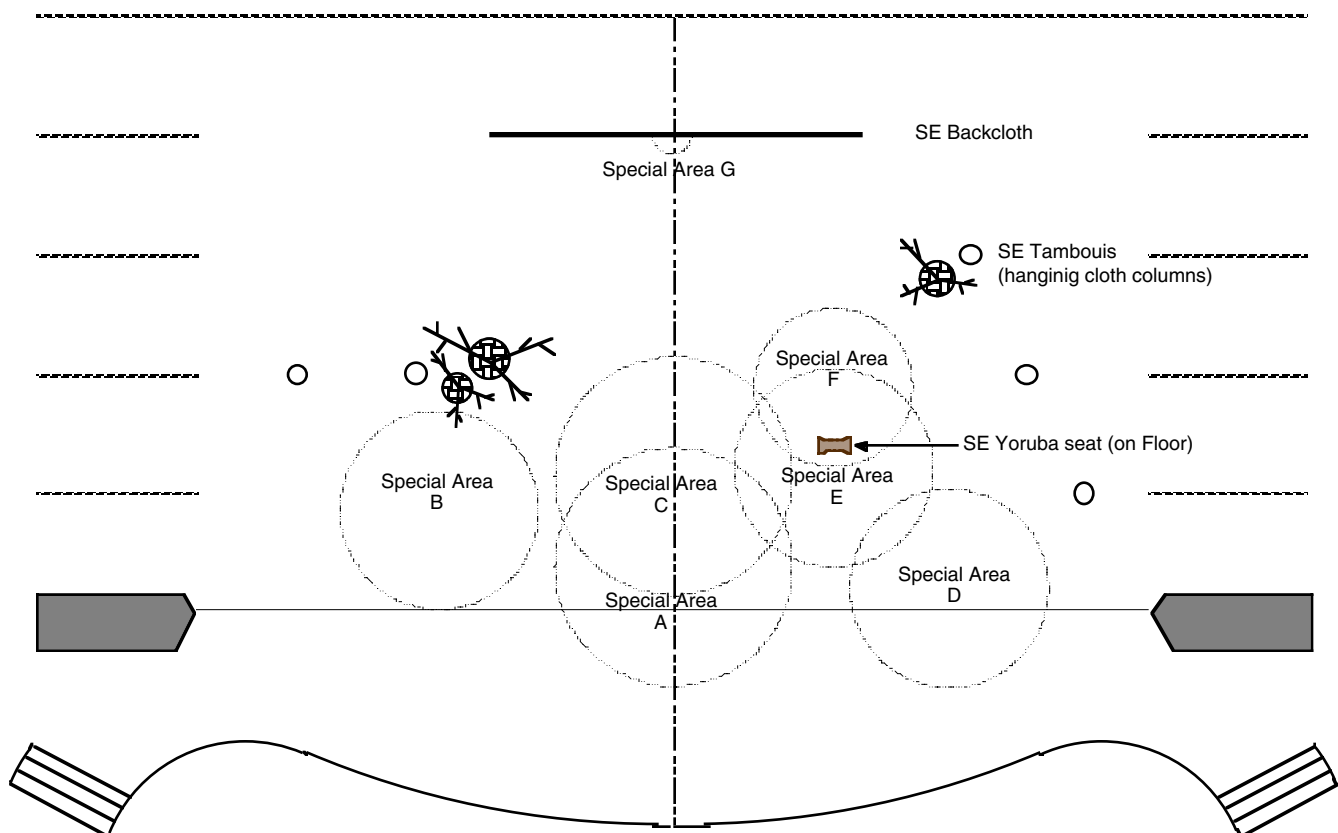 SE Backcloth
Special Area G
SE Tambouis
(hanginig cloth columns)
Special Area
F
SE Yoruba seat (on Floor)
Special Area
E
Special Area
B
Special Area
C
Special Area
D
Special Area
A